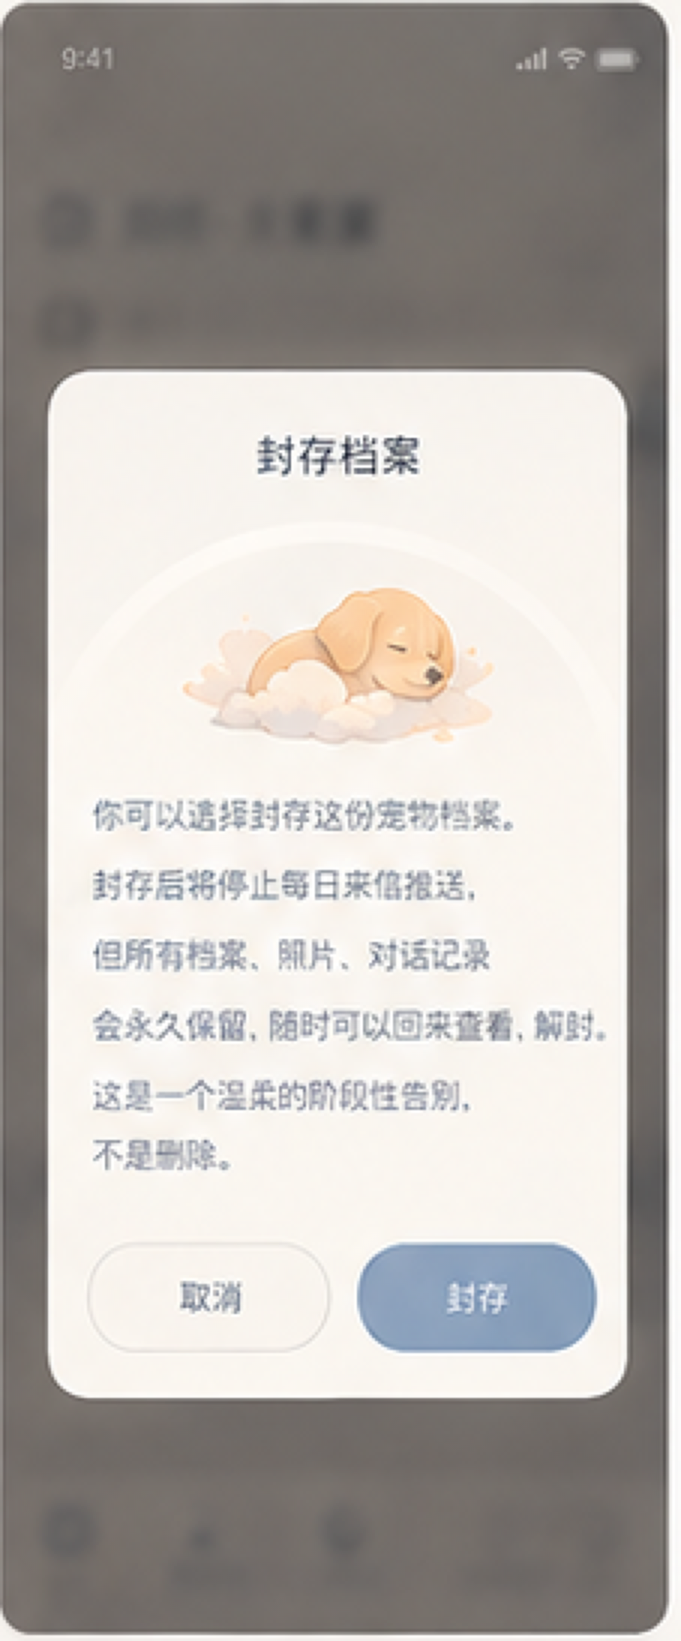 9:41
封存档案
你可以选择封存这份宠物档案。
封存后将停止每日来信推送,
但所有档案、照片、对话记录
会永久保留, 随时可以回来查看, 解封。
这是一个温柔的阶段性告别,
不是删除。
取消
封存